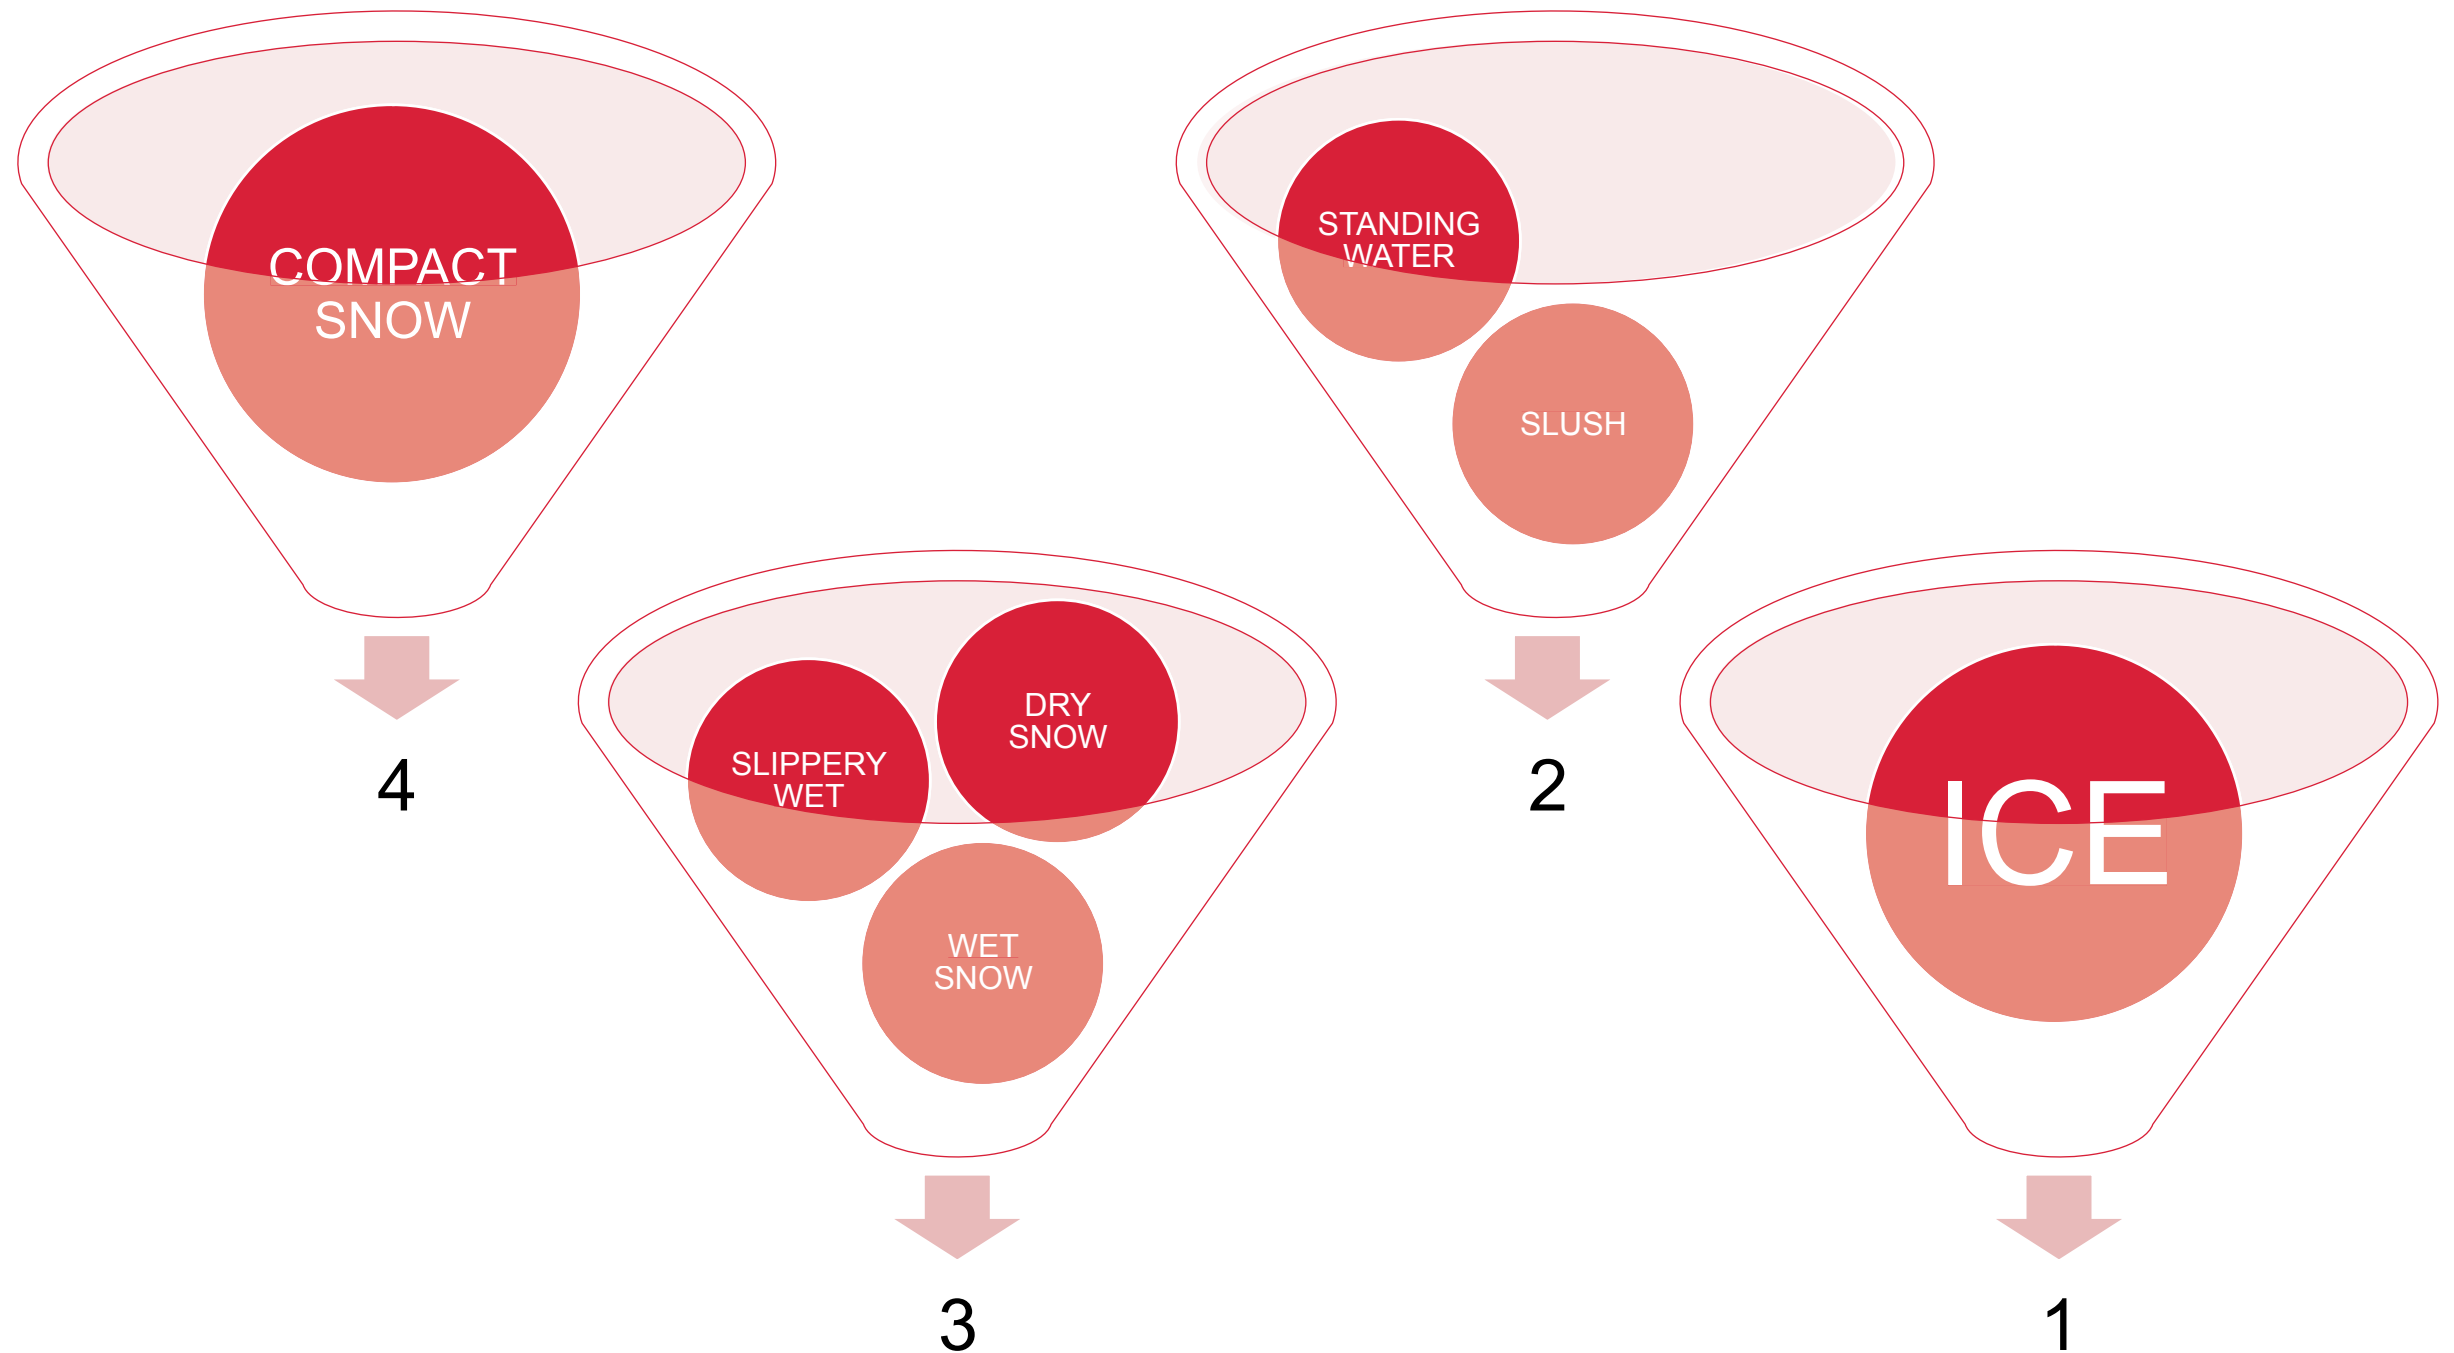 COMPACT
SNOW
4
STANDING
WATER
SLUSH
2
SLIPPERY
WET
DRY
SNOW
WET
SNOW
3
ICE
1